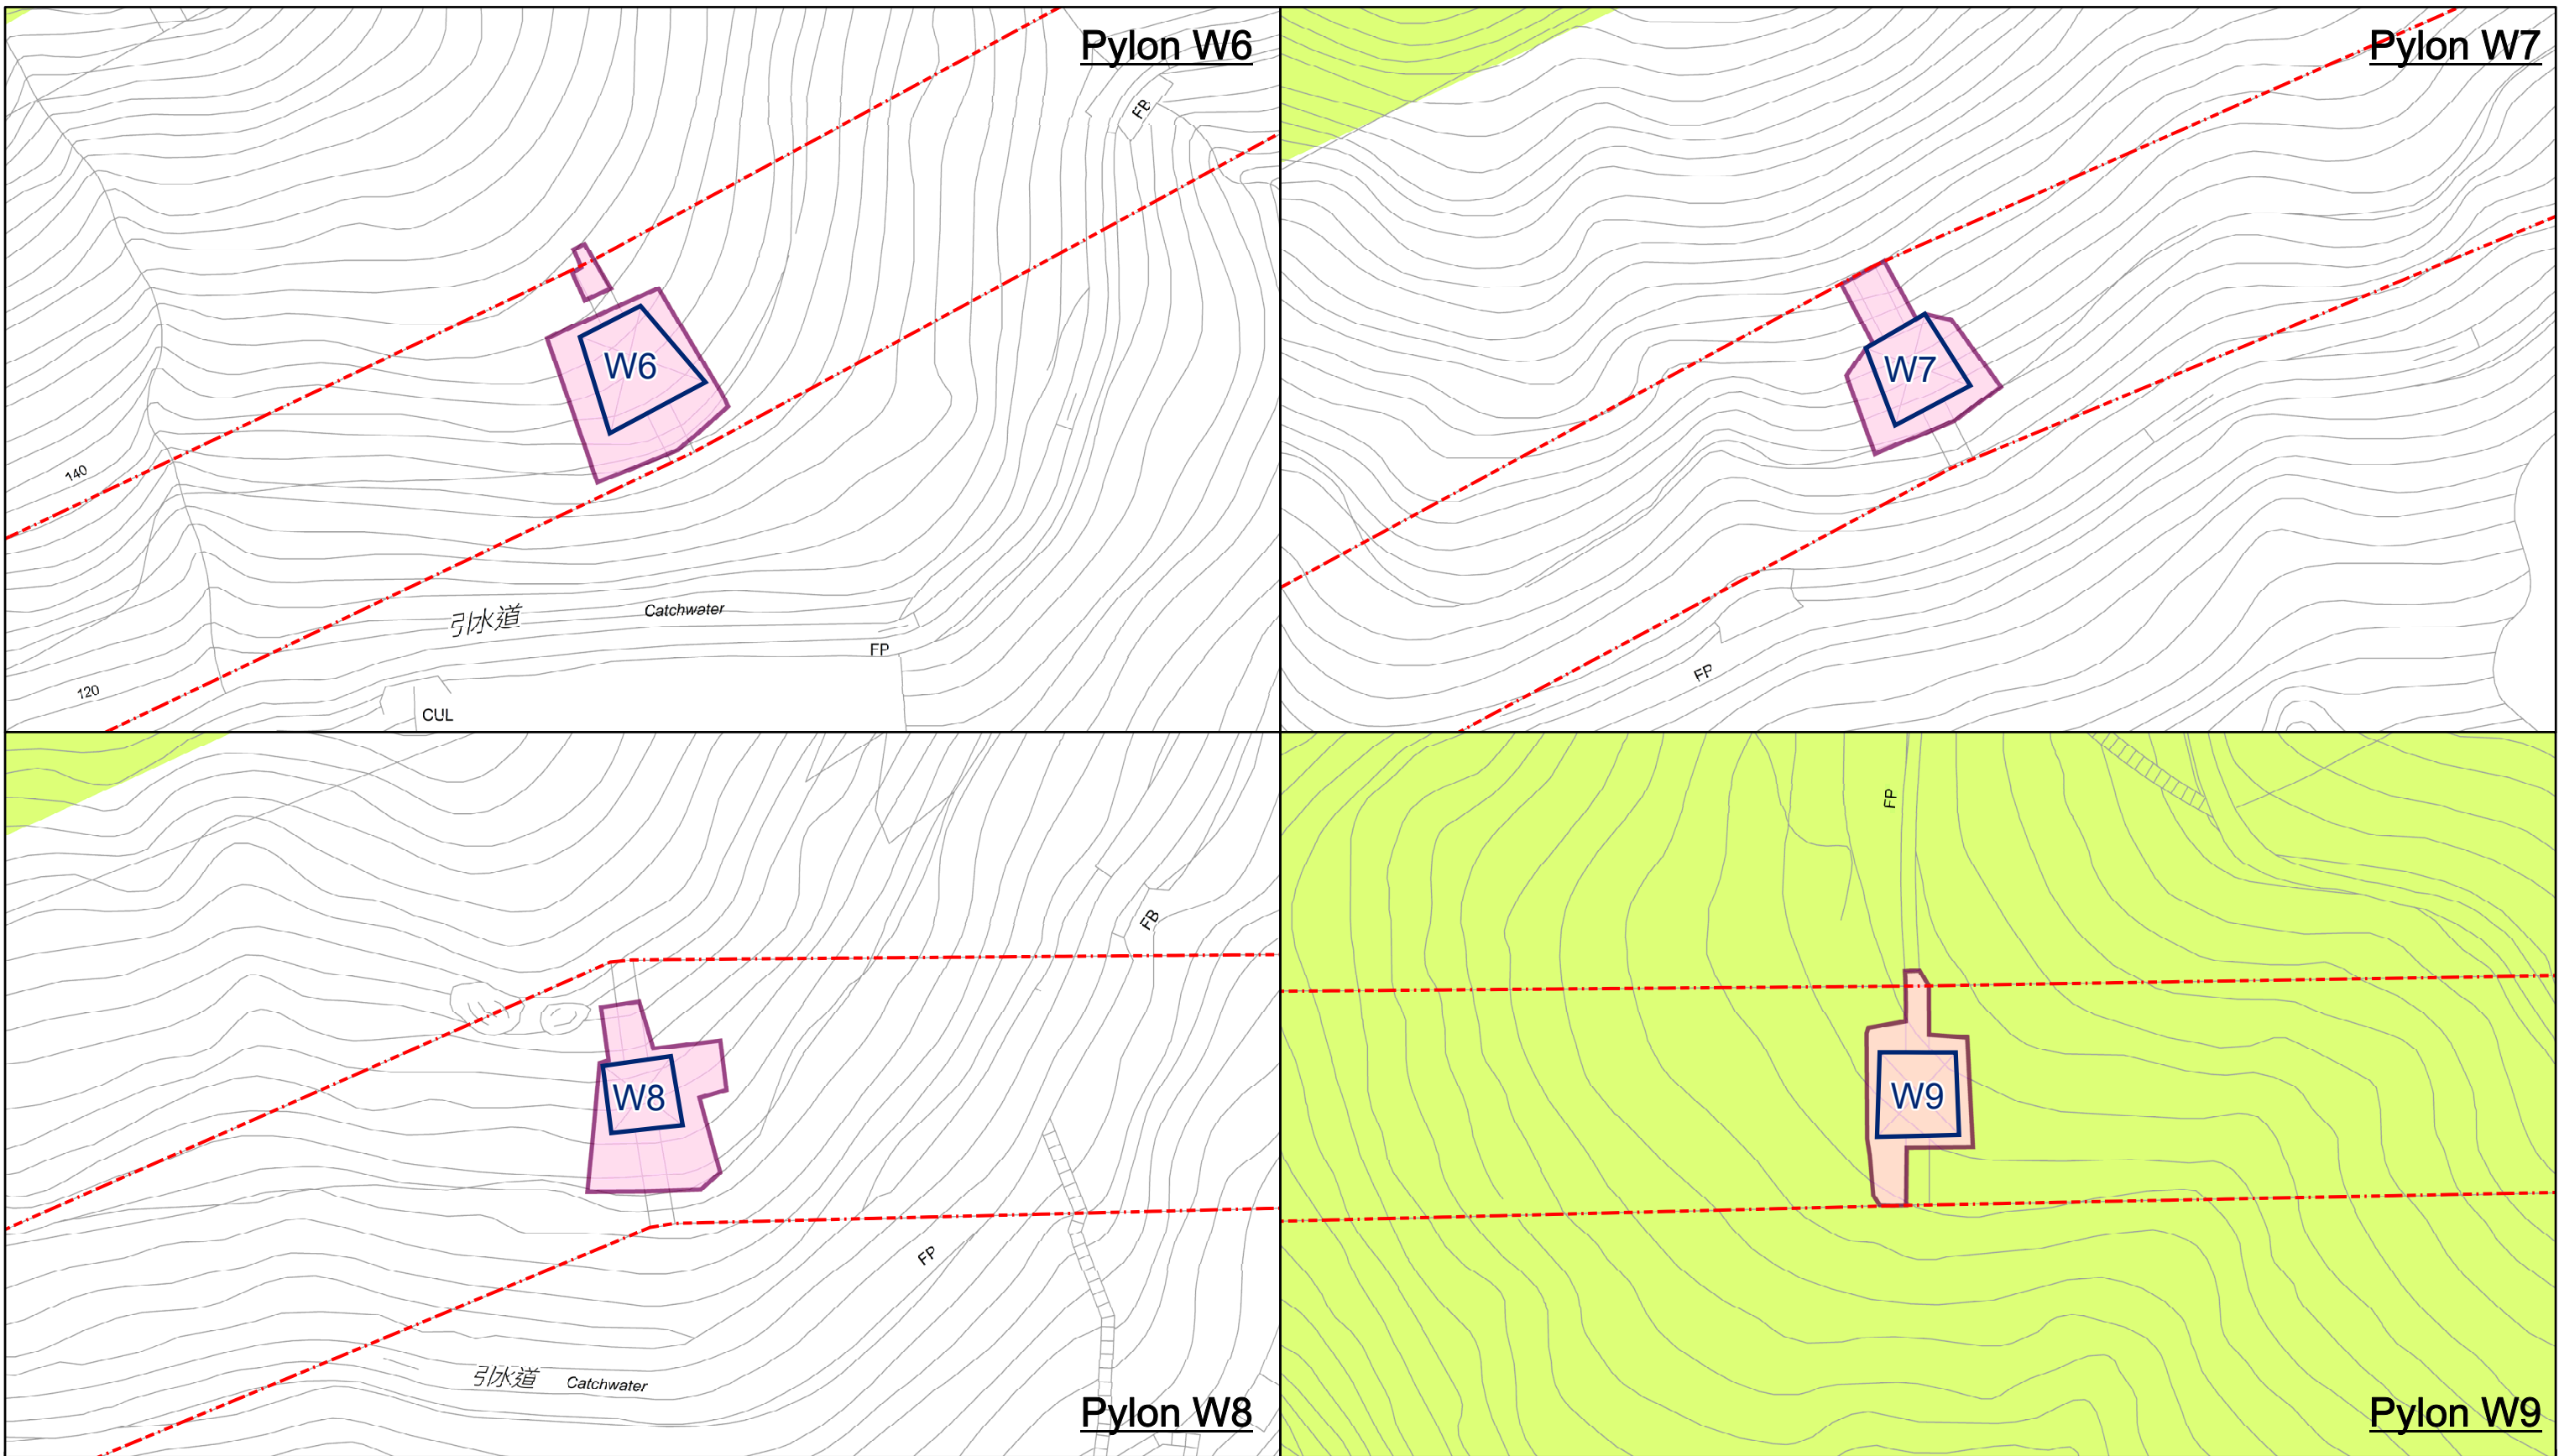 Pylon W6
FB
W6
140
引水道 Catchwater
FP
120
CUL
Pylon W7
W7
FP
FB
W8
FP
引水道 Catchwater
Pylon W8
FP
W9
Pylon W9